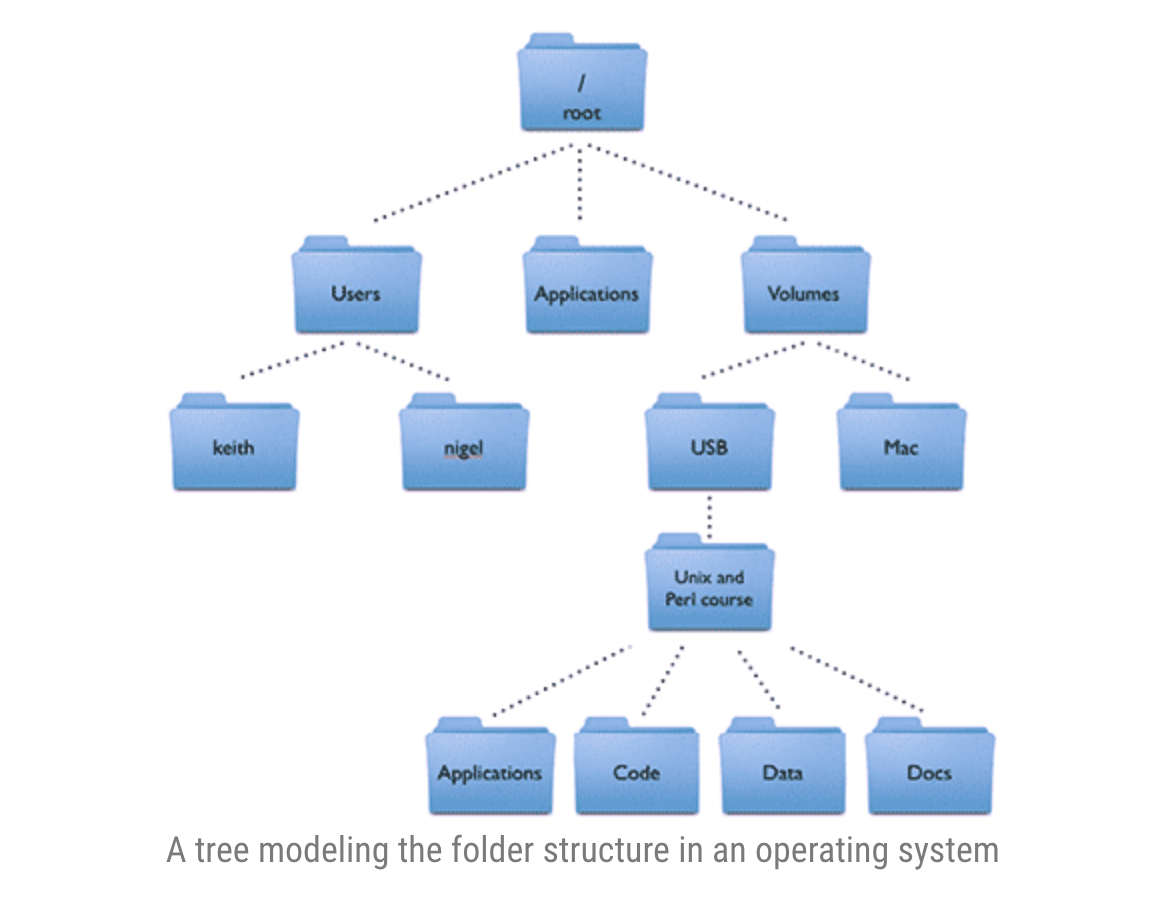 /
root
Users
Applications
Volumes
keith
nigel
USB
Mac
Unix and
Perl course
Applications
Code
Data
Docs
A tree modeling the folder structure in an operating system